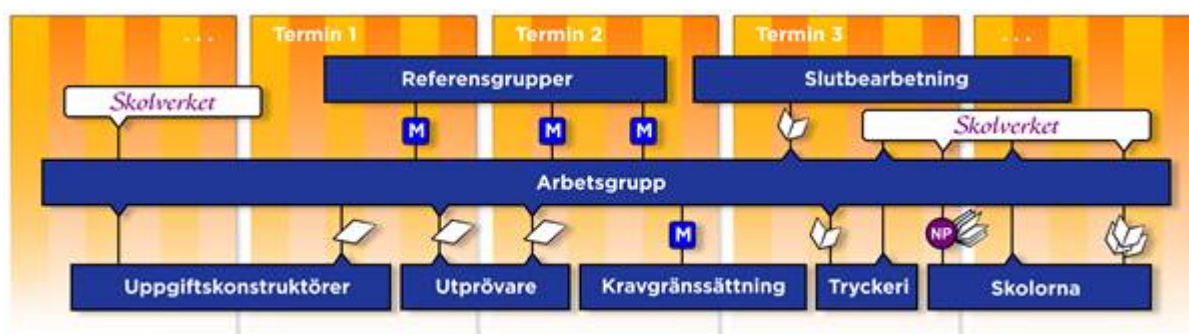 . . .
Termin 1
Termin 2
Termin 3
. . .
Referensgrupper
Slutbearbetning
Skolverket
Skolverket
M
M
M
Arbetsgrupp
M
NP
Uppgiftskonstruktörer
Utprövare
Kravgränssättning
Tryckeri
Skolorna